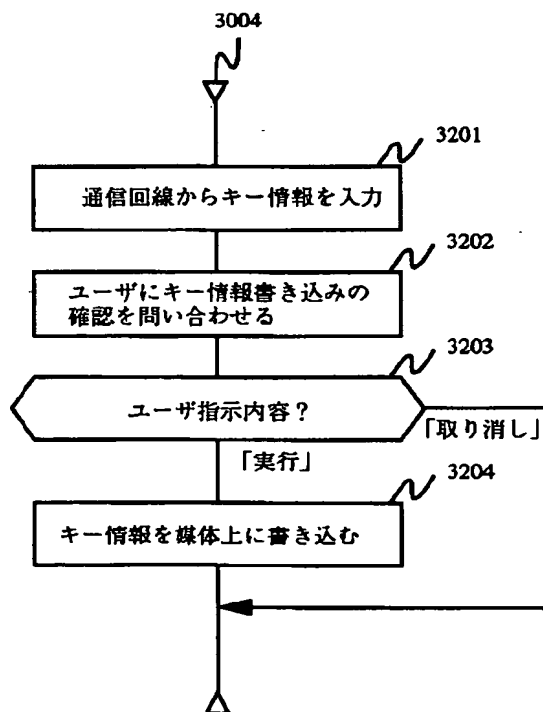 3004
3201
通信回線からキー情報を入力
3202
ユーザにキー情報書き込みの
確認を問い合わせる
3203
ユーザ指示内容？
「取り消し」
「実行」
3204
キー情報を媒体上に書き込む